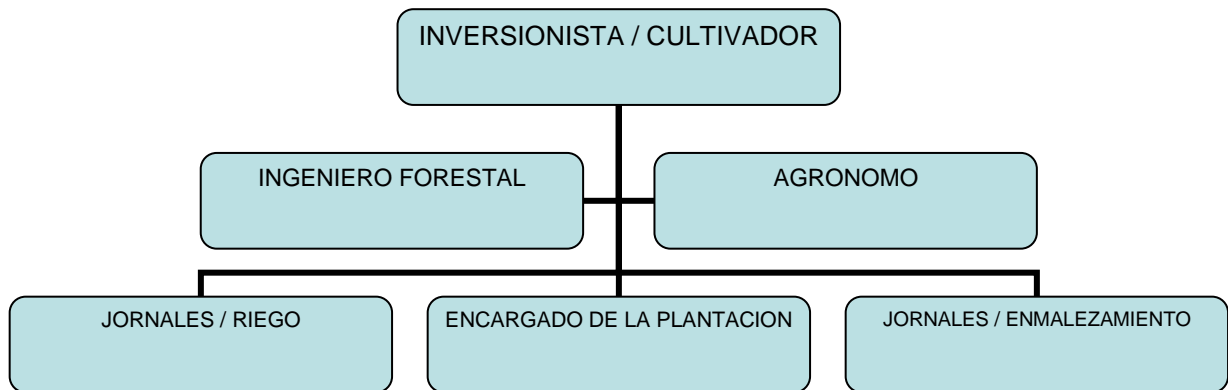 INVERSIONISTA / CULTIVADOR
INGENIERO FORESTAL
AGRONOMO
JORNALES / RIEGO
ENCARGADO DE LA PLANTACION
JORNALES / ENMALEZAMIENTO